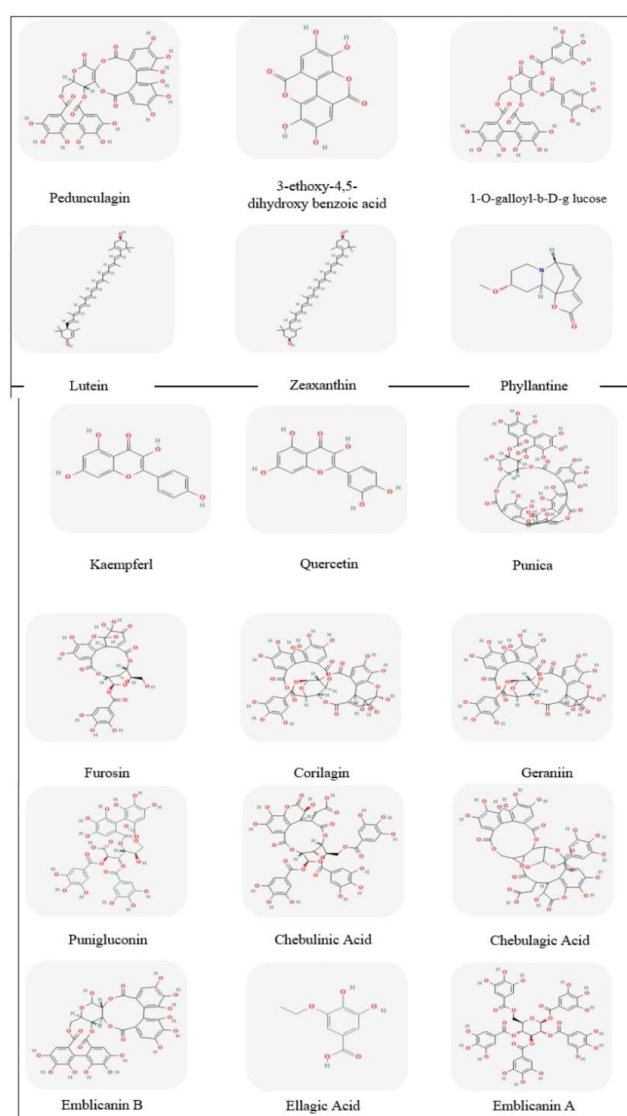 Pedunculagin
3-ethoxy-4,5-
dihydroxy benzoic acid
1-O-galloyl-b-D-g lucose
Lutein
Zeaxanthin
Phyllantine
Kaempferl
Quercetin
Punica
Furosin
Corilagin
Geraniin
Punigluconin
Chebulinic Acid
Chebulagic Acid
Emblicanin B
Ellagic Acid
Emblicanin A